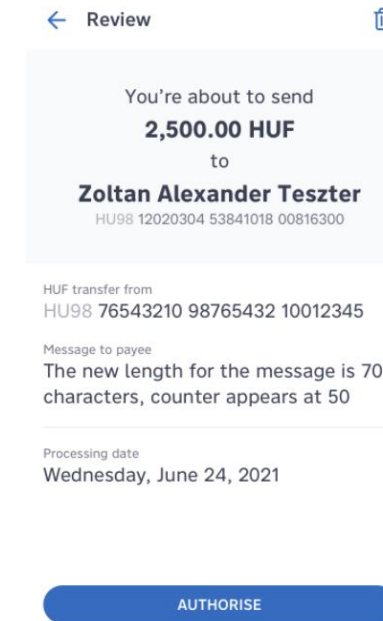 Review
You’re about to send
2,500.00 HUF
to
Zoltan Alexander Teszter
HU98 12020304 53841018 00816300
HUF transfer from
HU98 76543210 98765432 10012345
Message to payee
The new length for the message is 70
characters, counter appears at 50
Processing date
Wednesday, June 24, 2021
AUTHORISE